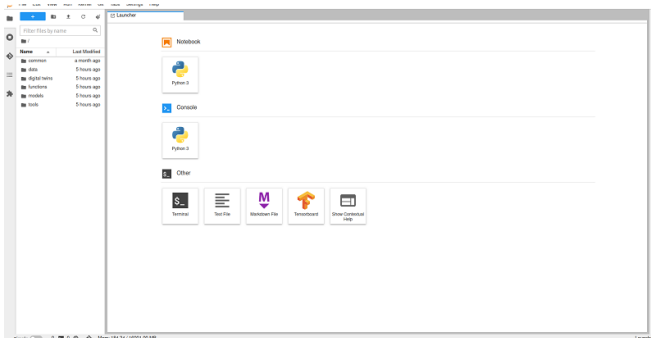 Launcher
Filter files by name
/
Name Last Modified
common a month ago
data 5 hours ago
digital twins 5 hours ago
functions 5 hours ago
models 5 hours ago
tools 5 hours ago
Notebook
Python 3
Console
Python 3
$_ Other
$_
Terminal
Text File
M
Markdown File
Tensorboard
Show Contextual
Help